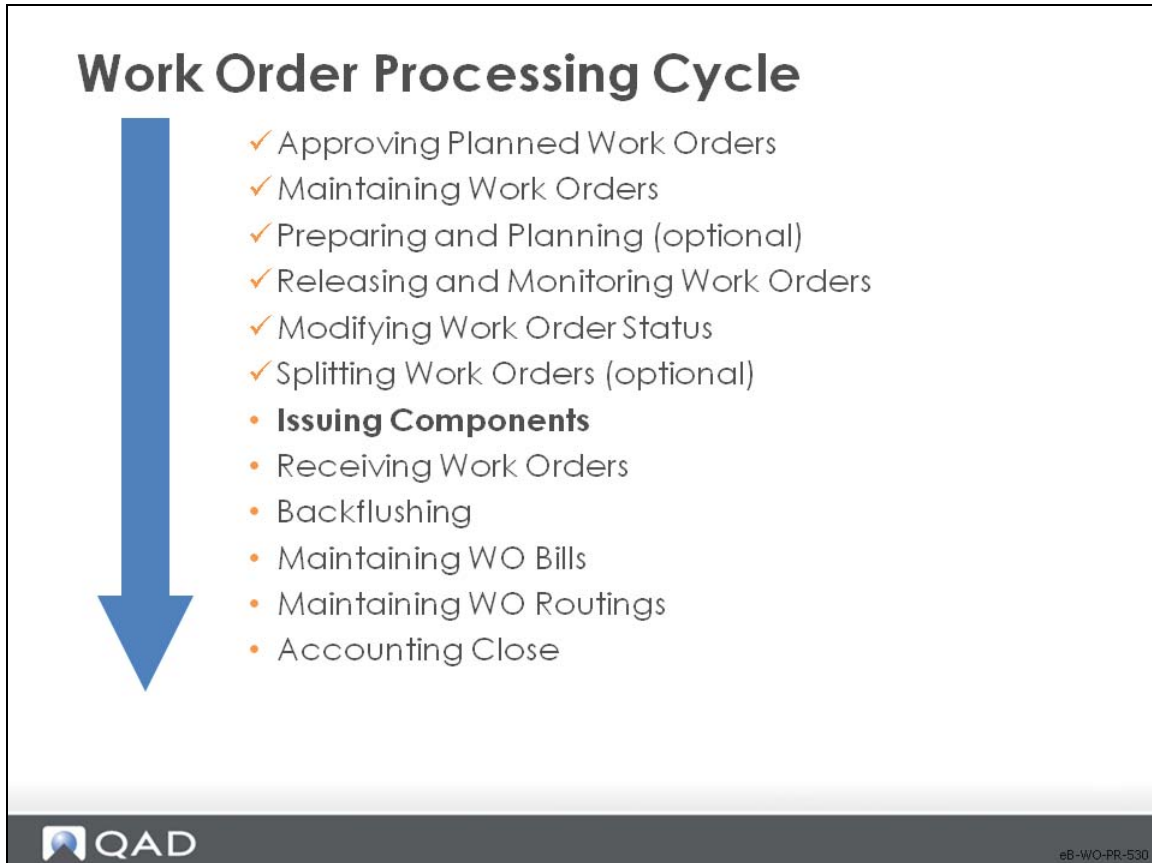 Work Order Processing Cycle
✓ Approving Planned Work Orders
✓ Maintaining Work Orders
✓ Preparing and Planning (optional)
✓ Releasing and Monitoring Work Orders
✓ Modifying Work Order Status
✓ Splitting Work Orders (optional)
• Issuing Components
• Receiving Work Orders
• Backflushing
• Maintaining WO Bills
• Maintaining WO Routings
• Accounting Close
QAD
eB-WO-PR-530